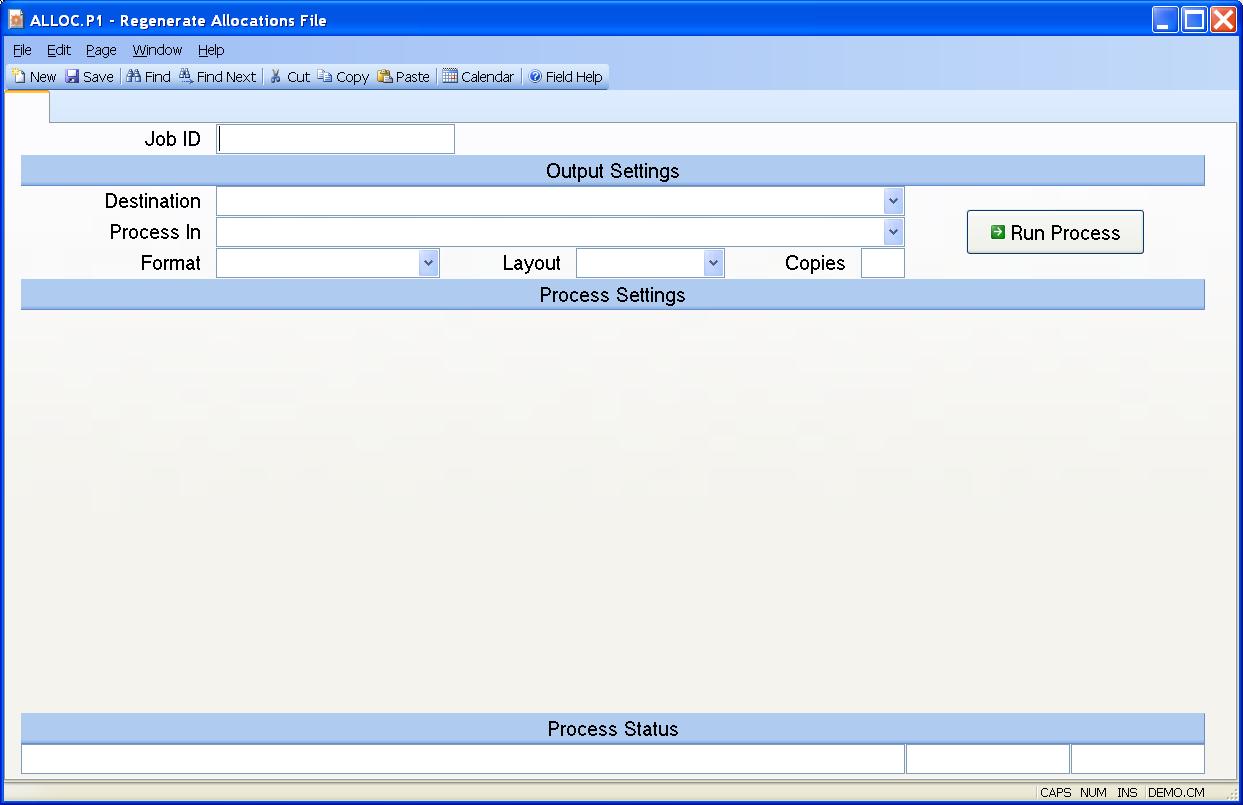 ALLOC.P1 - Regenerate Allocations File
File Edit Page Window Help
New Save Find Find Next Cut Copy Paste Calendar Field Help
Job ID
Output Settings
Destination
Process In
Run Process
Format Layout Copies
Process Settings
Process Status
CAPS NUM INS DEMO.CM